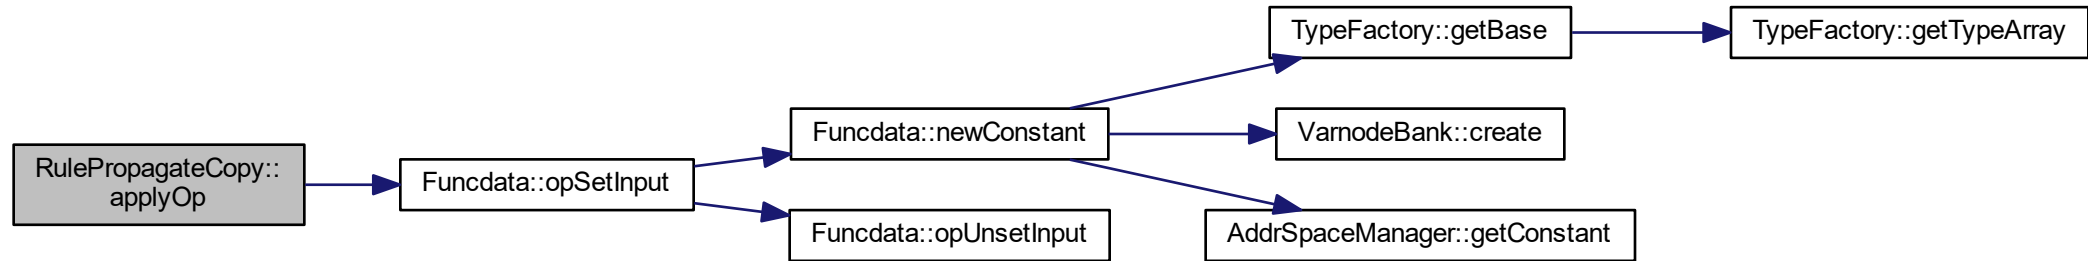 RulePropagateCopy::
applyOp
Funcdata::opSetInput
Funcdata::newConstant
Funcdata::opUnsetInput
TypeFactory::getBase
VarnodeBank::create
AddrSpaceManager::getConstant
TypeFactory::getTypeArray